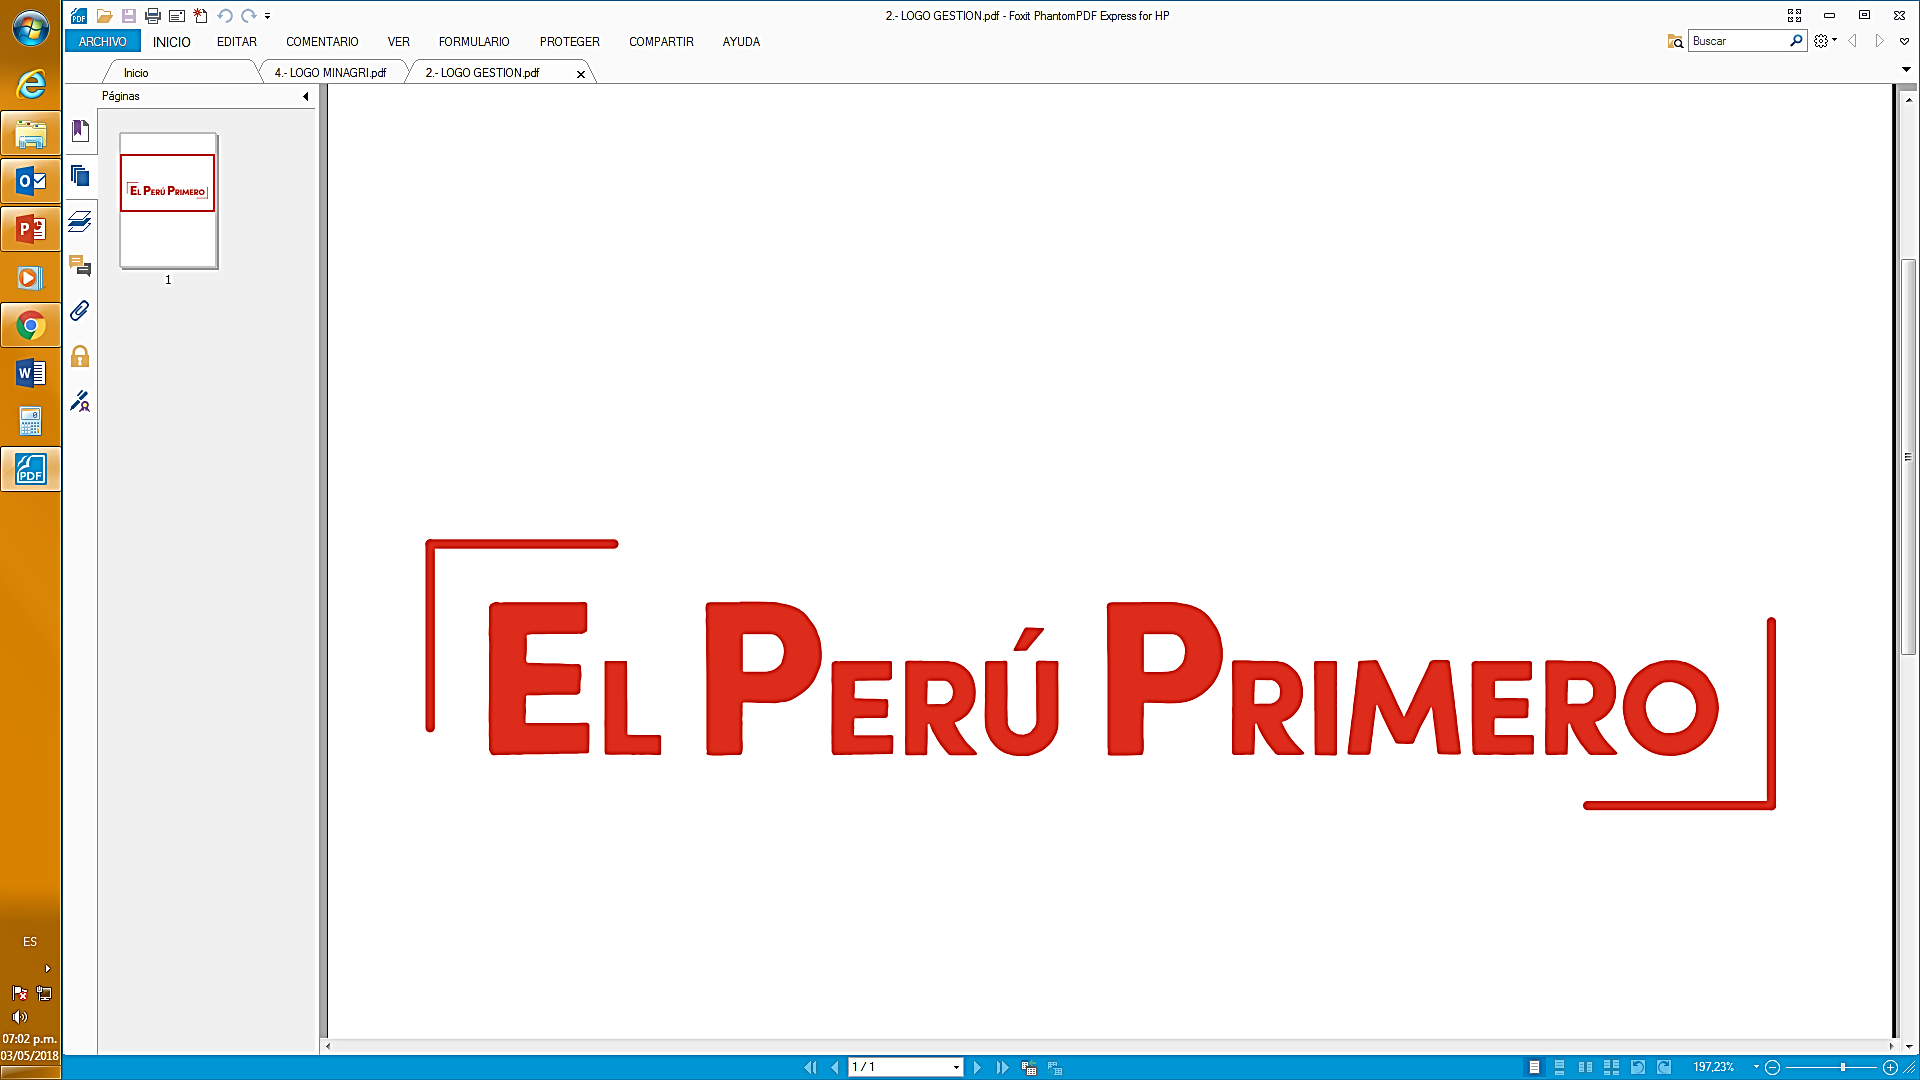 2.- LOGO GESTION.pdf - Foxit PhantomPDF Express for HP
ARCHIVO INICIO EDITAR COMENTARIO VER FORMULARIO PROTEGER COMPARTIR AYUDA Buscar
Inicio 4.- LOGO MINAGRI.pdf 2.- LOGO GESTION.pdf
Páginas
EL PERÚ PRIMERO
1
EL PERÚ PRIMERO
ES
07:02 p.m.
03/05/2018
1 / 1 197,23%